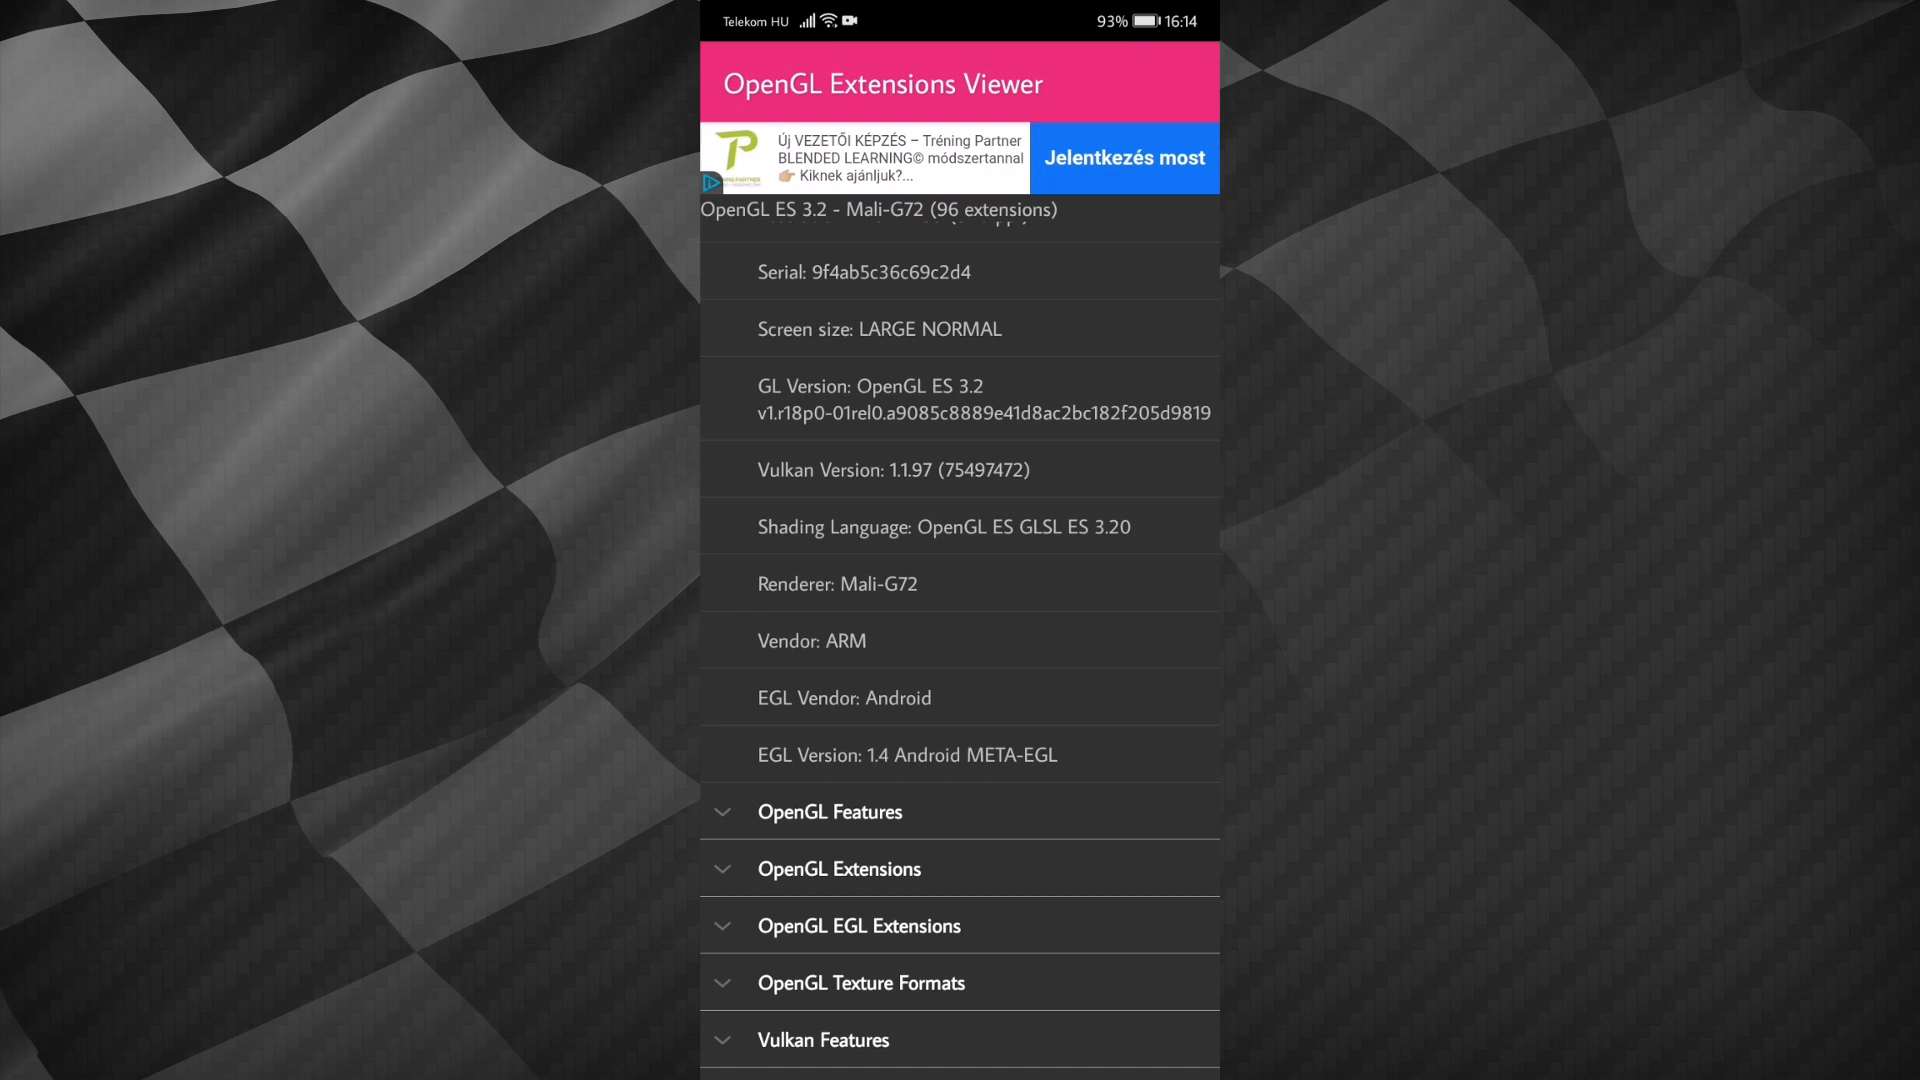 Telekom HU
93% 16:14
OpenGL Extensions Viewer
Új VEZETŐI KÉPZÉS – Tréning Partner
BLENDED LEARNING© módszertannal
👉🏼 Kiknek ajánljuk?...
Jelentkezés most
OpenGL ES 3.2 - Mali-G72 (96 extensions)
Serial: 9f4ab5c36c69c2d4
Screen size: LARGE NORMAL
GL Version: OpenGL ES 3.2
v1.r18p0-01rel0.a9085c8889e41d8ac2bc182f205d9819
Vulkan Version: 1.1.97 (75497472)
Shading Language: OpenGL ES GLSL ES 3.20
Renderer: Mali-G72
Vendor: ARM
EGL Vendor: Android
EGL Version: 1.4 Android META-EGL
OpenGL Features
OpenGL Extensions
OpenGL EGL Extensions
OpenGL Texture Formats
Vulkan Features